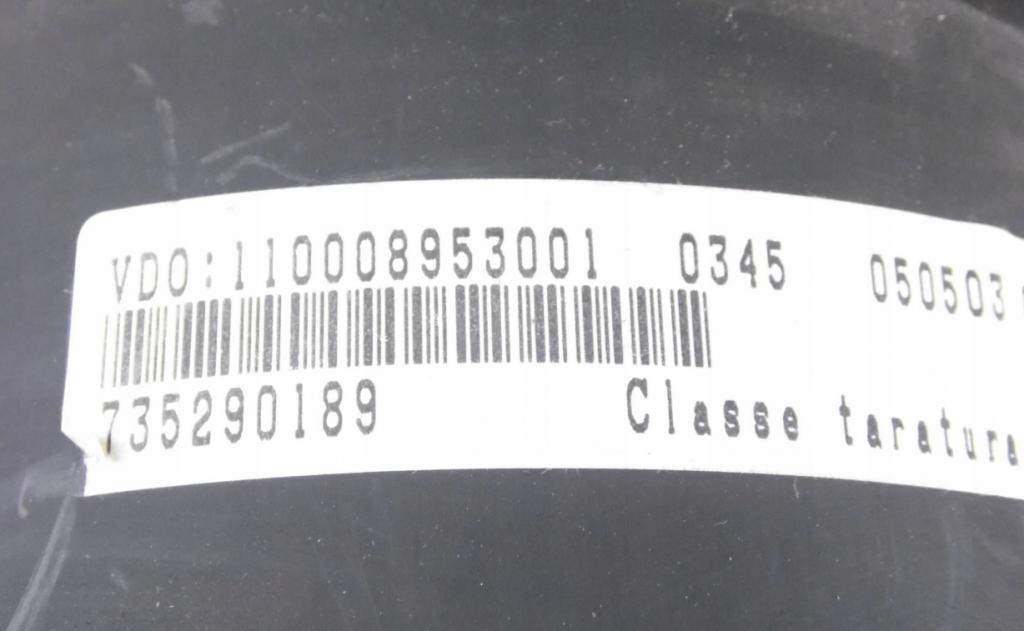 VDO:110008953001 0345 050503
735290189 Classe taratura